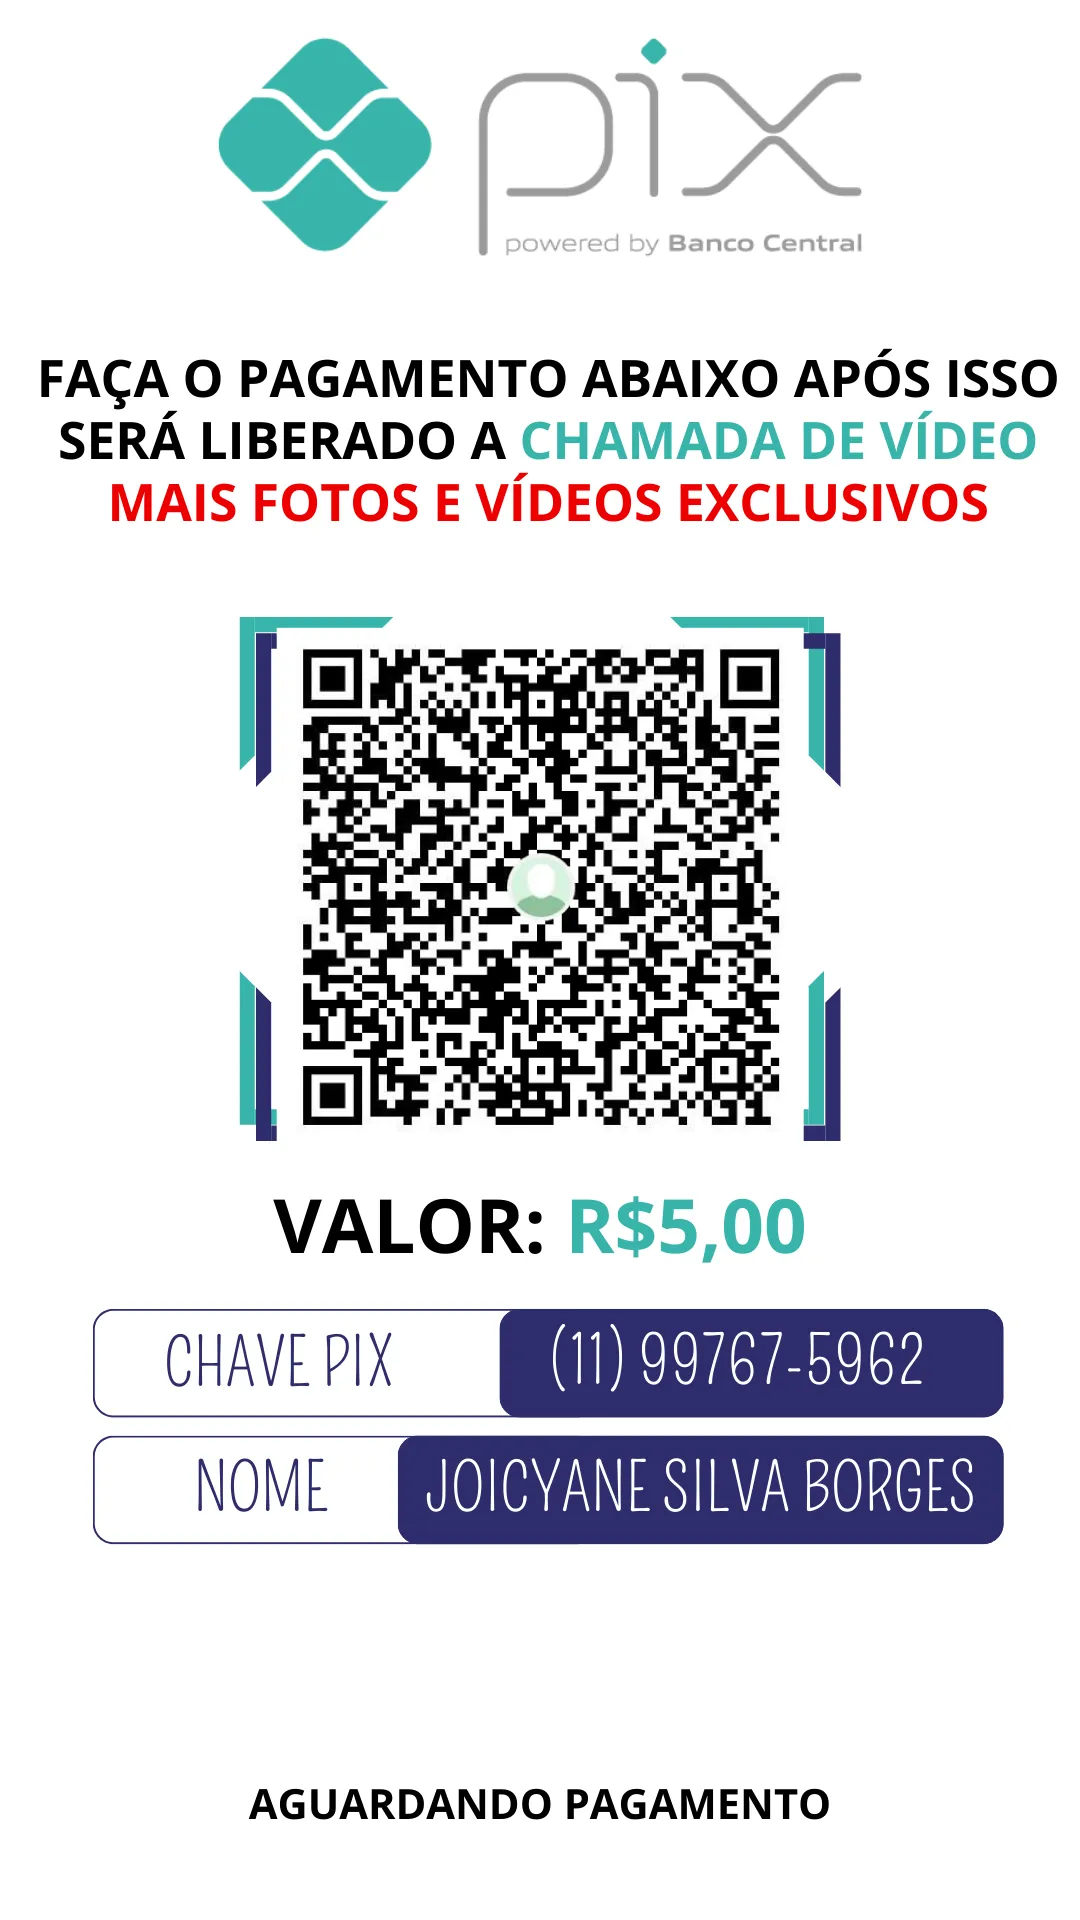 pix
powered by Banco Central
FAÇA O PAGAMENTO ABAIXO APÓS ISSO
SERÁ LIBERADO A CHAMADA DE VÍDEO
MAIS FOTOS E VÍDEOS EXCLUSIVOS
VALOR: R$5,00
CHAVE PIX (11) 99767-5962
NOME JOICYANE SILVA BORGES
AGUARDANDO PAGAMENTO